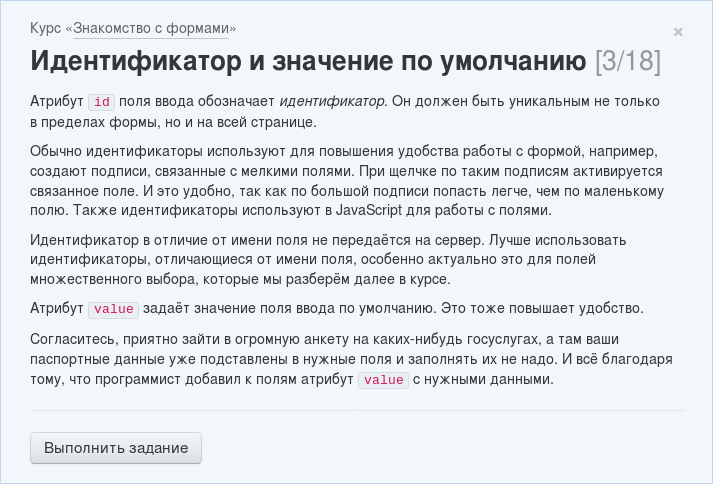 Курс «Знакомство с формами»
×
Идентификатор и значение по умолчанию [3/18]
Атрибут id поля ввода обозначает идентификатор. Он должен быть уникальным не только
в пределах формы, но и на всей странице.
Обычно идентификаторы используют для повышения удобства работы с формой, например,
создают подписи, связанные с мелкими полями. При щелчке по таким подписям активируется
связанное поле. И это удобно, так как по большой подписи попасть легче, чем по маленькому
полю. Также идентификаторы используют в JavaScript для работы с полями.
Идентификатор в отличие от имени поля не передаётся на сервер. Лучше использовать
идентификаторы, отличающиеся от имени поля, особенно актуально это для полей
множественного выбора, которые мы разберём далее в курсе.
Атрибут value задаёт значение поля ввода по умолчанию. Это тоже повышает удобство.
Согласитесь, приятно зайти в огромную анкету на каких-нибудь госуслугах, а там ваши
паспортные данные уже подставлены в нужные поля и заполнять их не надо. И всё благодаря
тому, что программист добавил к полям атрибут value с нужными данными.
Выполнить задание